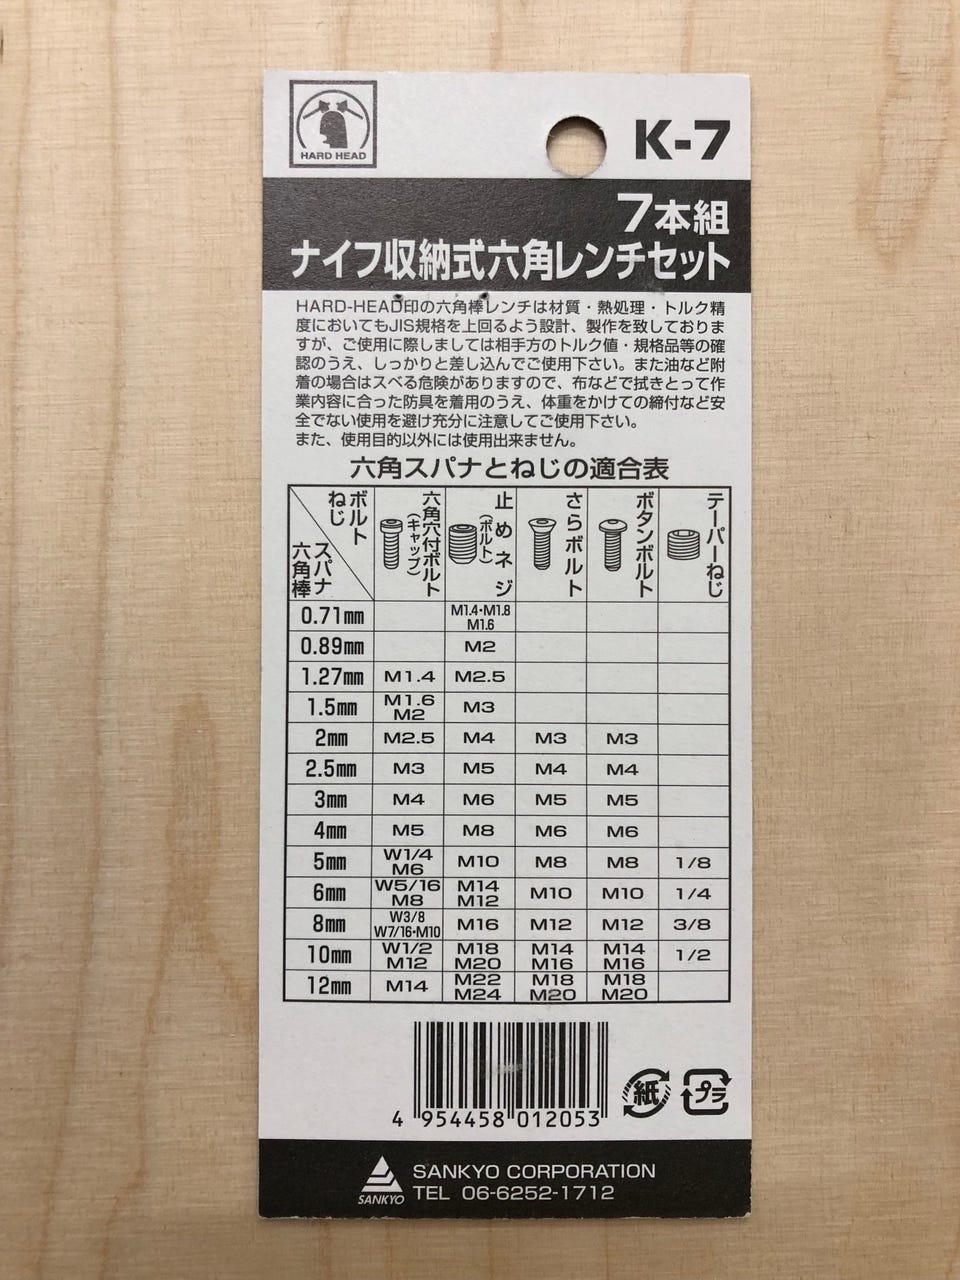 HARD HEAD
K-7
7本組
ナイフ収納式六角レンチセット
HARD-HEAD印の六角棒レンチは材質・熱処理・トルク精
度においてもJIS規格を上回るよう設計、製作を致しておりま
すが、ご使用に際しましては相手方のトルク値・規格品等の確
認のうえ、しっかりと差し込んでご使用下さい。また油など附
着の場合はスベる危険がありますので、布などで拭きとって作
業内容に合った防具を着用のうえ、体重をかけての締付など安
全でない使用を避け充分に注意してご使用下さい。
また、使用目的以外には使用出来ません。
六角スパナとねじの適合表
ボルト ねじ スパナ 六角棒 六角穴付ボルト (キャップ) 止めネジ (ボルト) さらボルト ボタンボルト テーパーねじ
0.71mm M1.4・M1.8
M1.6
0.89mm M2
1.27mm M1.4 M2.5
1.5mm M1.6 M2 M3
2mm M2.5 M4 M3 M3
2.5mm M3 M5 M4 M4
3mm M4 M6 M5 M5
4mm M5 M8 M6 M6
5mm W1/4 M6 M10 M8 M8 1/8
6mm W5/16 M8 M14 M12 M10 M10 1/4
8mm W3/8 W7/16・M10 M16 M12 M12 3/8
10mm W1/2 M12 M18 M20 M14 M16 M14 M16 1/2
12mm M14 M22 M24 M18 M20 M18 M20
4 954458 012053
紙 プラ
SANKYO
SANKYO CORPORATION
TEL 06-6252-1712